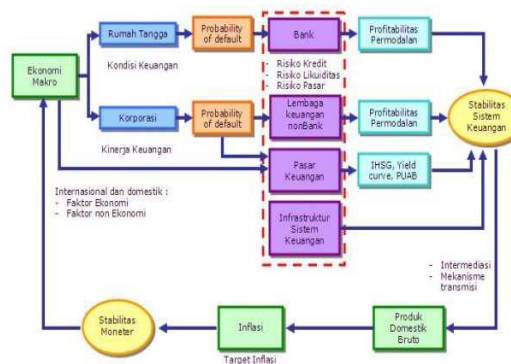 Rumah Tangga
Probability
of default
Bank
Profitabilitas
Permodalan
Kondisi Keuangan
Ekonomi
Makro
- Risiko Kredit
- Risiko Likuiditas
- Risiko Pasar
Korporasi
Probability
of default
Lembaga
keuangan
nonBank
Profitabilitas
Permodalan
Stabilitas
Sistem
Keuangan
Kinerja Keuangan
Pasar
Keuangan
IHSG, Yield
curve, PUAB
Internasional dan domestik :
- Faktor Ekonomi
- Faktor non Ekonomi
Infrastruktur
Sistem
Keuangan
- Intermediasi
- Mekanisme
transmisi
Stabilitas
Moneter
Inflasi
Produk
Domestik
Bruto
Target Inflasi